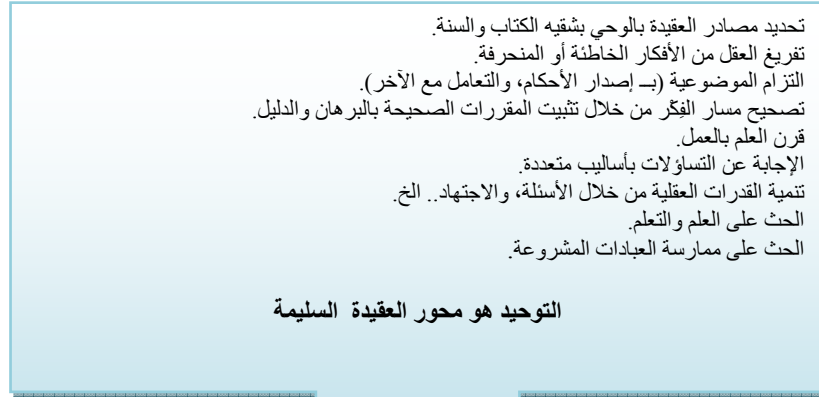 تحديد مصادر العقيدة بالوحي بشقيه الكتاب والسنة.
تفريغ العقل من الأفكار الخاطئة أو المنحرفة.
التزام الموضوعية (بــ إصدار الأحكام، والتعامل مع الآخر).
تصحيح مسار الفِكْر من خلال تثبيت المقررات الصحيحة بالبرهان والدليل.
قرن العلم بالعمل.
الإجابة عن التساؤلات بأساليب متعددة.
تنمية القدرات العقلية من خلال الأسئلة، والاجتهاد.. الخ.
الحث على العلم والتعلم.
الحث على ممارسة العبادات المشروعة.
التوحيد هو محور العقيدة السليمة